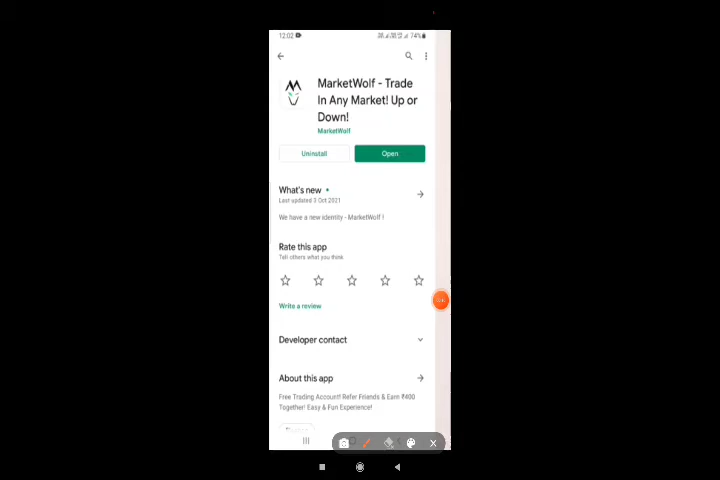 12:02
74%
MarketWolf - Trade
In Any Market! Up or
Down!
MarketWolf
Uninstall
Open
What's new •
Last updated 3 Oct 2021
We have a new identity - MarketWolf !
Rate this app
Tell others what you think
Write a review
Developer contact
About this app
Free Trading Account! Refer Friends & Earn ₹400
Together! Easy & Fun Experience!